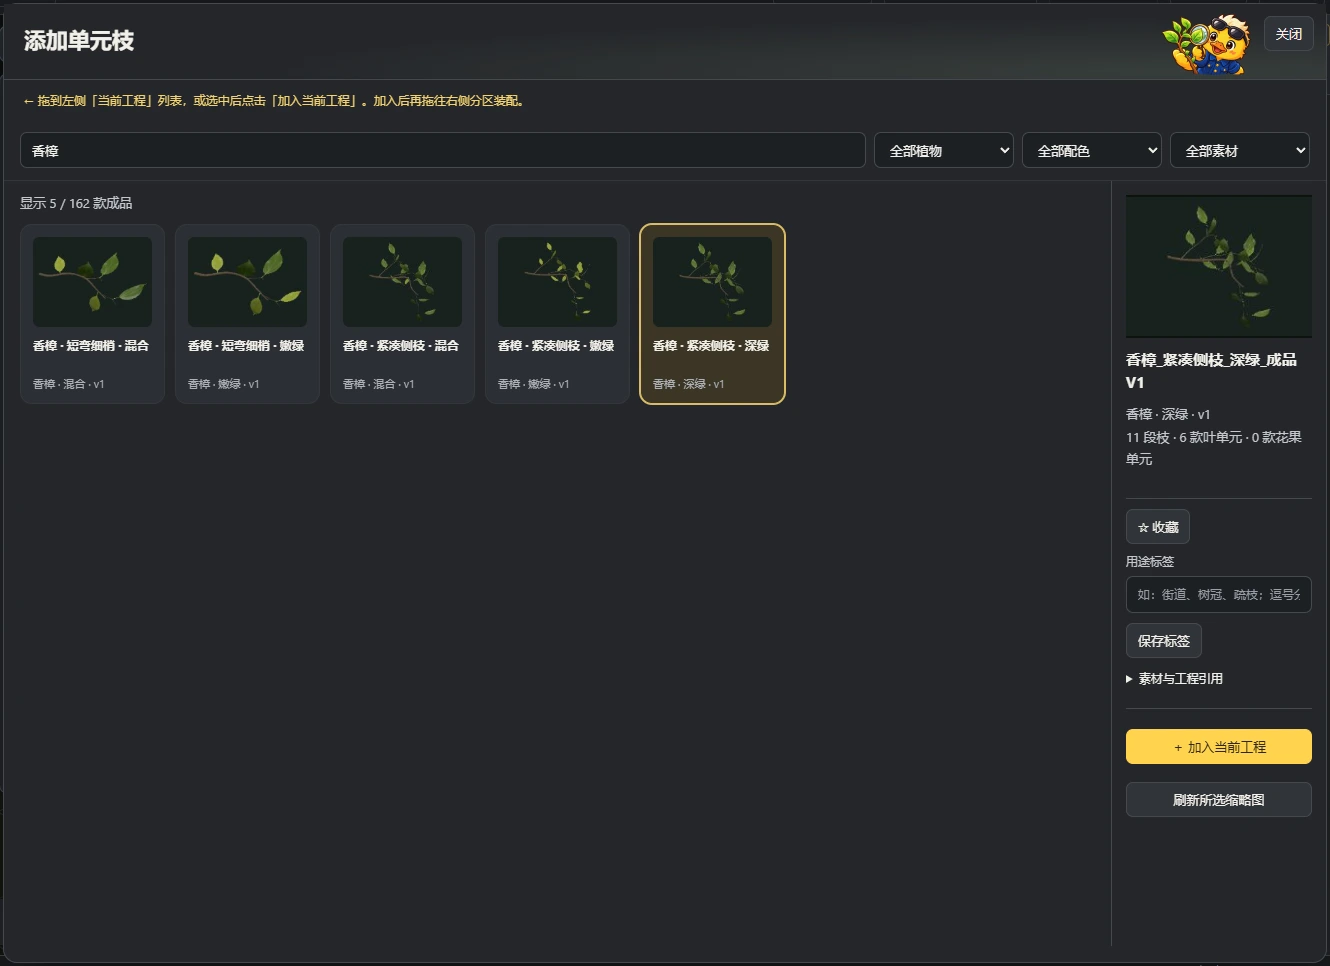 添加单元枝
关闭
← 拖到左侧「当前工程」列表，或选中后点击「加入当前工程」。加入后再拖往右侧分区装配。
香樟
全部植物
全部配色
全部素材
显示 5 / 162 款成品
香樟 · 短弯细梢 · 混合
香樟 · 混合 · v1
香樟 · 短弯细梢 · 嫩绿
香樟 · 嫩绿 · v1
香樟 · 紧凑侧枝 · 混合
香樟 · 混合 · v1
香樟 · 紧凑侧枝 · 嫩绿
香樟 · 嫩绿 · v1
香樟 · 紧凑侧枝 · 深绿
香樟 · 深绿 · v1
香樟_紧凑侧枝_深绿_成品
V1
香樟 · 深绿 · v1
11 段枝 · 6 款叶单元 · 0 款花果
单元
☆ 收藏
用途标签
如：街道、树冠、疏枝；逗号
保存标签
▶ 素材与工程引用
+ 加入当前工程
刷新所选缩略图